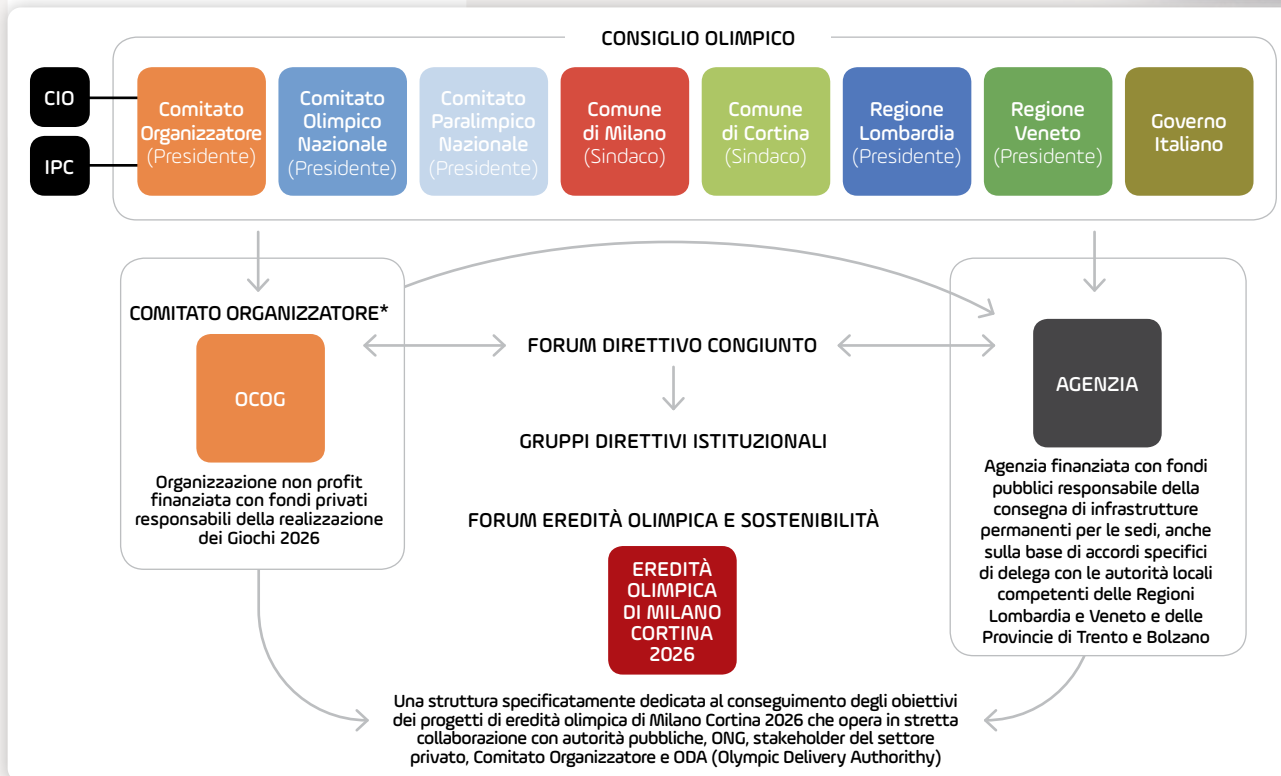 CONSIGLIO OLIMPICO
CIO
IPC
Comitato
Organizzatore
(Presidente)
Comitato
Olimpico
Nazionale
(Presidente)
Comitato
Paralimpico
Nazionale
(Presidente)
Comune
di Milano
(Sindaco)
Comune
di Cortina
(Sindaco)
Regione
Lombardia
(Presidente)
Regione
Veneto
(Presidente)
Governo
Italiano
COMITATO ORGANIZZATORE*
OCOG
Organizzazione non profit
finanziata con fondi privati
responsabili della realizzazione
dei Giochi 2026
FORUM DIRETTIVO CONGIUNTO
GRUPPI DIRETTIVI ISTITUZIONALI
AGENZIA
Agenzia finanziata con fondi
pubblici responsabile della
consegna di infrastrutture
permanenti per le sedi, anche
sulla base di accordi specifici
di delega con le autorità locali
competenti delle Regioni
Lombardia e Veneto e delle
Provincie di Trento e Bolzano
FORUM EREDITÀ OLIMPICA E SOSTENIBILITÀ
EREDITÀ
OLIMPICA
DI MILANO
CORTINA
2026
Una struttura specificatamente dedicata al conseguimento degli obiettivi
dei progetti di eredità olimpica di Milano Cortina 2026 che opera in stretta
collaborazione con autorità pubbliche, ONG, stakeholder del settore
privato, Comitato Organizzatore e ODA (Olympic Delivery Authorithy)